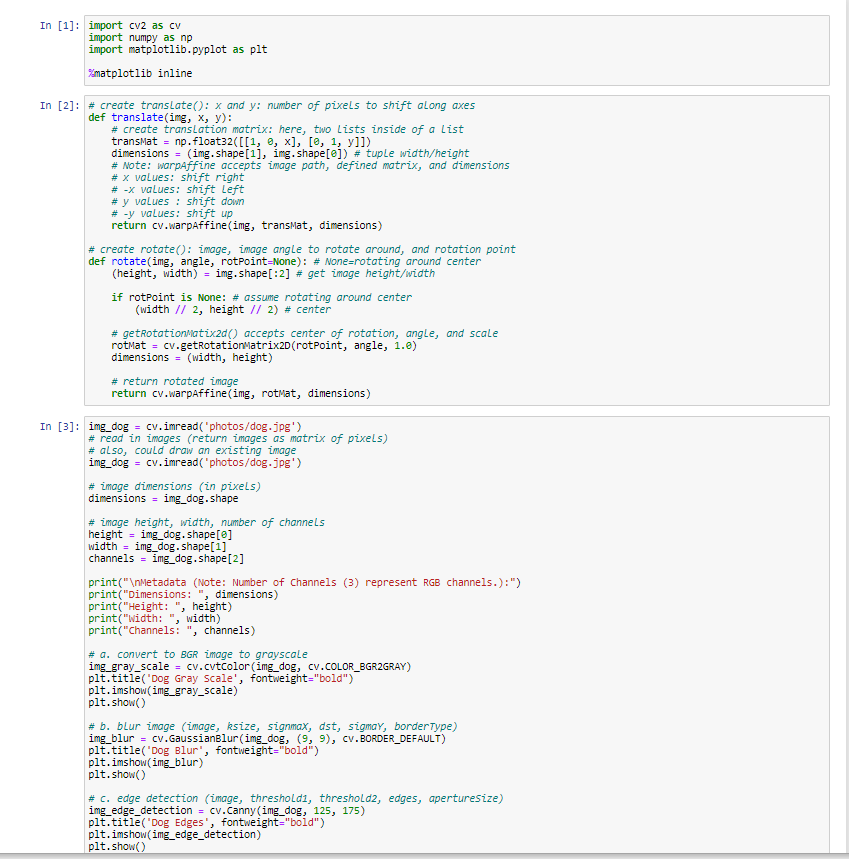 In [1]: import cv2 as cv
import numpy as np
import matplotlib.pyplot as plt
%matplotlib inline
In [2]: # create translate(): x and y: number of pixels to shift along axes
def translate(img, x, y):
# create translation matrix: here, two lists inside of a list
transMat = np.float32([[1, 0, x], [0, 1, y]])
dimensions = (img.shape[1], img.shape[0]) # tuple width/height
# Note: warpAffine accepts image path, defined matrix, and dimensions
# x values: shift right
# -x values: shift left
# y values : shift down
# -y values: shift up
return cv.warpAffine(img, transMat, dimensions)
# create rotate(): image, image angle to rotate around, and rotation point
def rotate(img, angle, rotPoint=None): # None=rotating around center
(height, width) = img.shape[:2] # get image height/width
if rotPoint is None: # assume rotating around center
(width // 2, height // 2) # center
# getRotationMatix2d() accepts center of rotation, angle, and scale
rotMat = cv.getRotationMatrix2D(rotPoint, angle, 1.0)
dimensions = (width, height)
# return rotated image
return cv.warpAffine(img, rotMat, dimensions)
In [3]: img_dog = cv.imread('photos/dog.jpg')
# read in images (return images as matrix of pixels)
# also, could draw an existing image
img_dog = cv.imread('photos/dog.jpg')
# image dimensions (in pixels)
dimensions = img_dog.shape
# image height, width, number of channels
height = img_dog.shape[0]
width = img_dog.shape[1]
channels = img_dog.shape[2]
print("\nMetadata (Note: Number of Channels (3) represent RGB channels.):")
print("Dimensions: ", dimensions)
print("Height: ", height)
print("Width: ", width)
print("Channels: ", channels)
# a. convert to BGR image to grayscale
img_gray_scale = cv.cvtColor(img_dog, cv.COLOR_BGR2GRAY)
plt.title('Dog Gray Scale', fontweight="bold")
plt.imshow(img_gray_scale)
plt.show()
# b. blur image (image, ksize, signmaX, dst, sigmaY, borderType)
img_blur = cv.GaussianBlur(img_dog, (9, 9), cv.BORDER_DEFAULT)
plt.title('Dog Blur', fontweight="bold")
plt.imshow(img_blur)
plt.show()
# c. edge detection (image, threshold1, threshold2, edges, apertureSize)
img_edge_detection = cv.Canny(img_dog, 125, 175)
plt.title('Dog Edges', fontweight="bold")
plt.imshow(img_edge_detection)
plt.show()